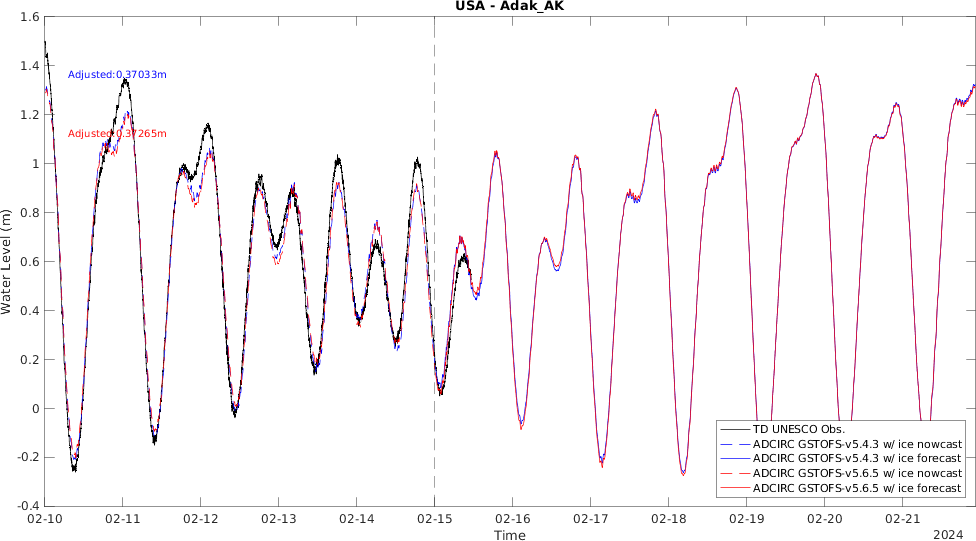 USA - Adak_AK
1.6
1.4
1.2
1
0.8
0.6
0.4
0.2
0
-0.2
-0.4
Water Level (m)
Adjusted:0.37033m
Adjusted:0.37265m
TD UNESCO Obs.
ADCIRC GSTOFS-v5.4.3 w/ ice nowcast
ADCIRC GSTOFS-v5.4.3 w/ ice forecast
ADCIRC GSTOFS-v5.6.5 w/ ice nowcast
ADCIRC GSTOFS-v5.6.5 w/ ice forecast
02-10 02-11 02-12 02-13 02-14 02-15 02-16 02-17 02-18 02-19 02-20 02-21
Time
2024